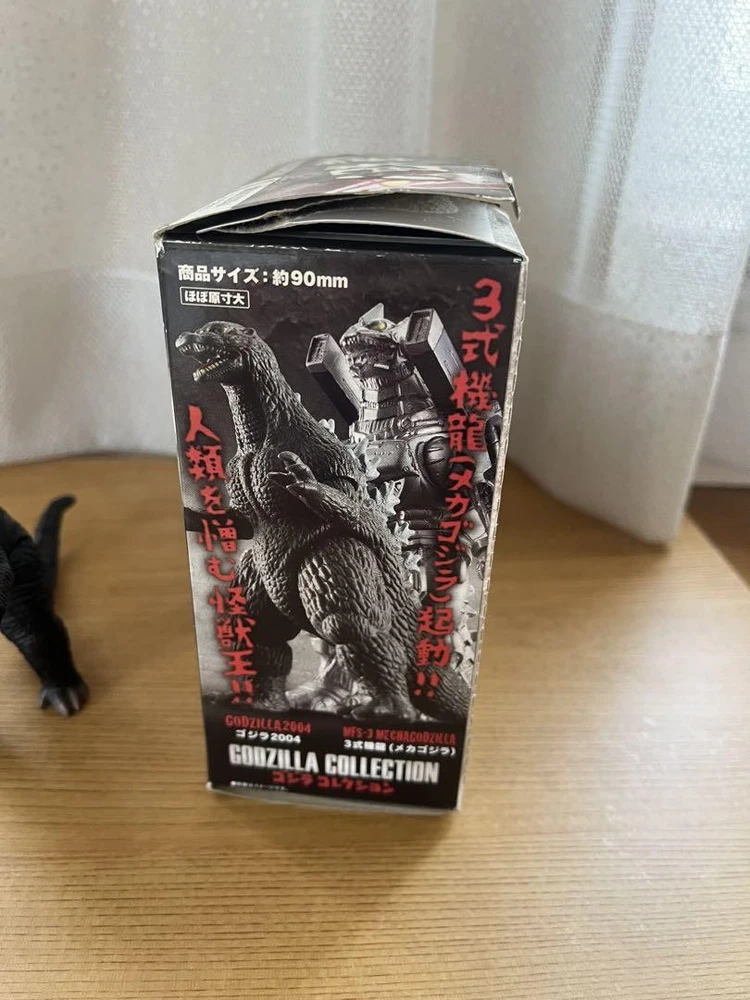 商品サイズ：約90mm
ほぼ原寸大
3式機龍（メカゴジラ）起動!!
人類を憎む怪獣王!!
GODZILLA2004
ゴジラ2004
MFS-3 MECHAGODZILLA
3式機龍（メカゴジラ）
GODZILLA COLLECTION
ゴジラ コレクション